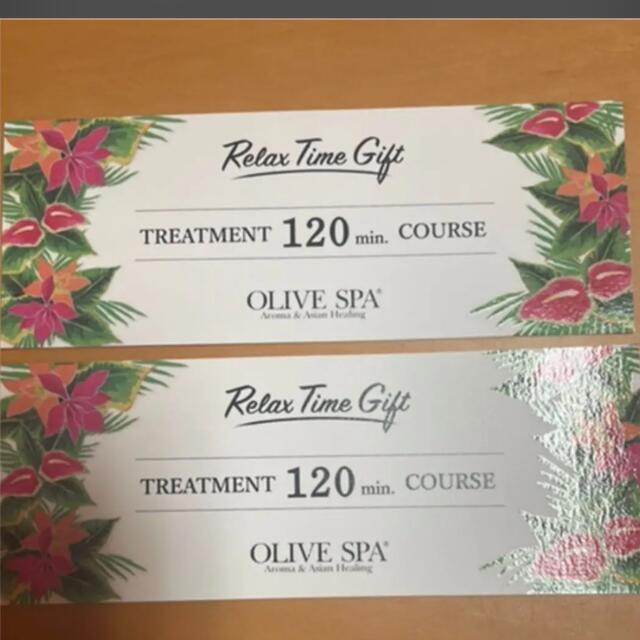 Relax Time Gift
TREATMENT 120 min. COURSE
OLIVE SPA®
Aroma & Asian Healing
Relax Time Gift
TREATMENT 120 min. COURSE
OLIVE SPA®
Aroma & Asian Healing